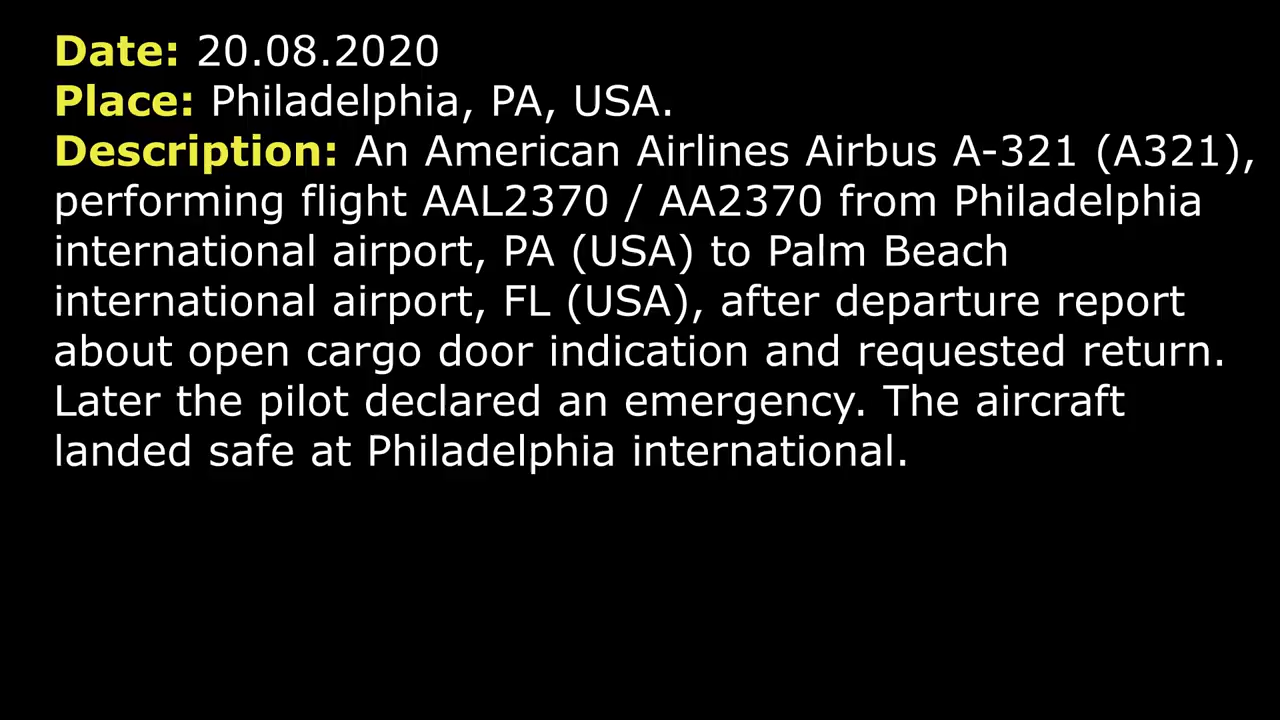 Date: 20.08.2020
Place: Philadelphia, PA, USA.
Description: An American Airlines Airbus A-321 (A321),
performing flight AAL2370 / AA2370 from Philadelphia
international airport, PA (USA) to Palm Beach
international airport, FL (USA), after departure report
about open cargo door indication and requested return.
Later the pilot declared an emergency. The aircraft
landed safe at Philadelphia international.